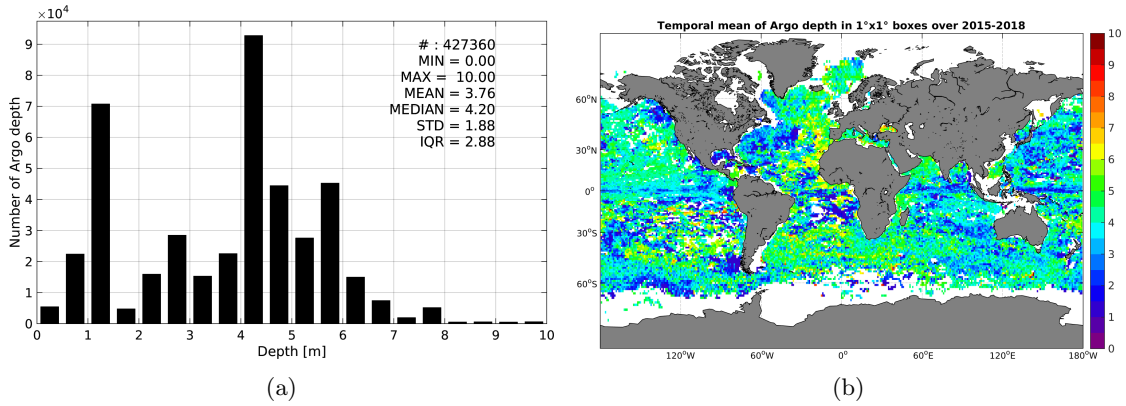 ×10⁴
# : 427360
MIN = 0.00
MAX = 10.00
MEAN = 3.76
MEDIAN = 4.20
STD = 1.88
IQR = 2.88
9
8
7
6
5
4
3
2
1
0
Number of Argo depth
0 1 2 3 4 5 6 7 8 9 10
Depth [m]
(a)
Temporal mean of Argo depth in 1°x1° boxes over 2015-2018
60°N
30°N
0°
30°S
60°S
120°W 60°W 0° 60°E 120°E 180°W
10
9
8
7
6
5
4
3
2
1
0
(b)